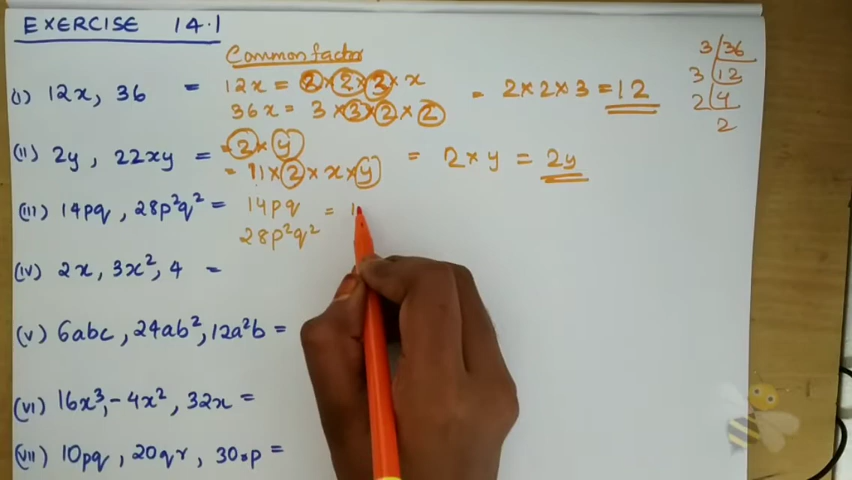 EXERCISE 14.1
Common factor
(i) 12x, 36 = 12x = 2 × 2 × 3 × x
36x = 3 × 3 × 2 × 2
= 2 × 2 × 3 = 12
(ii) 2y, 22xy = = 2 × y
= 11 × 2 × x × y
= 2 × y = 2y
(iii) 14pq, 28p²q² = 14pq = 1
28p²q²
(iv) 2x, 3x², 4 =
(v) 6abc, 24ab², 12a²b =
(vi) 16x³, -4x², 32x =
(vii) 10pq, 20qr, 30rp =
3 36
3 12
2 4
2